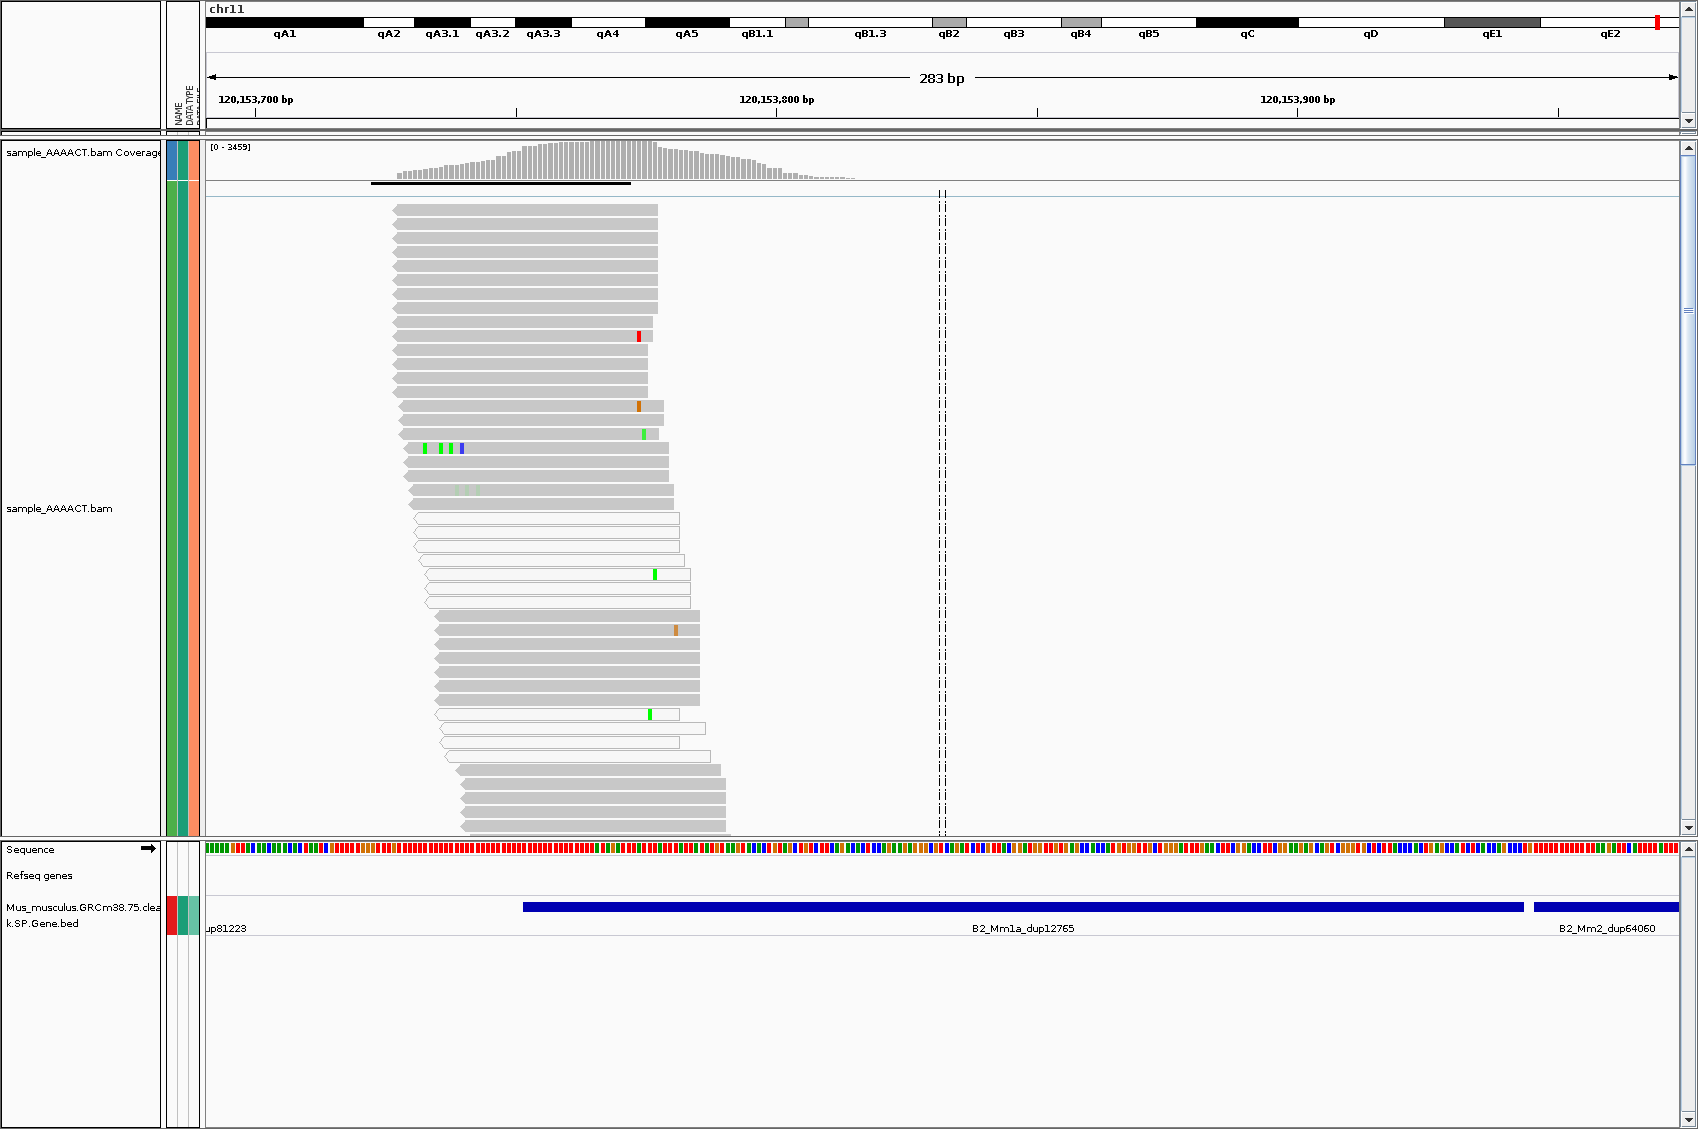 chr11
qA1 qA2 qA3.1 qA3.2 qA3.3 qA4 qA5 qB1.1 qB1.3 qB2 qB3 qB4 qB5 qC qD qE1 qE2
283 bp
120,153,700 bp 120,153,800 bp 120,153,900 bp
NAME
DATA TYPE
sample_AAAACT.bam Coverage
[0 - 3459]
sample_AAAACT.bam
Sequence
Refseq genes
Mus_musculus.GRCm38.75.clea
k.SP.Gene.bed
up81223 B2_Mm1a_dup12765 B2_Mm2_dup64060